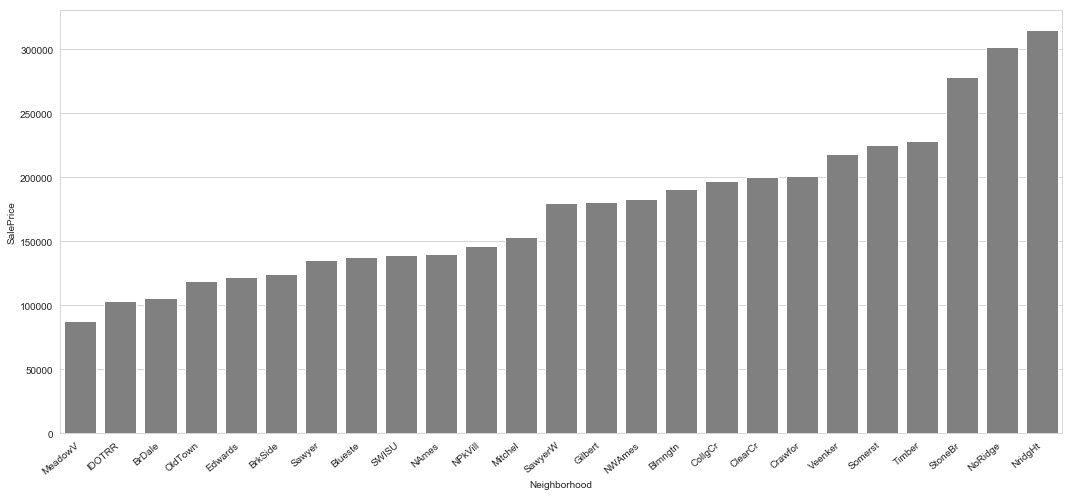 300000
250000
200000
150000
100000
50000
0
SalePrice
MeadowV
IDOTRR
BrDale
OldTown
Edwards
BrkSide
Sawyer
Blueste
SWISU
NAmes
NPkVill
Mitchel
SawyerW
Gilbert
NWAmes
Blmngtn
CollgCr
ClearCr
Crawfor
Veenker
Somerst
Timber
StoneBr
NoRidge
NridgHt
Neighborhood